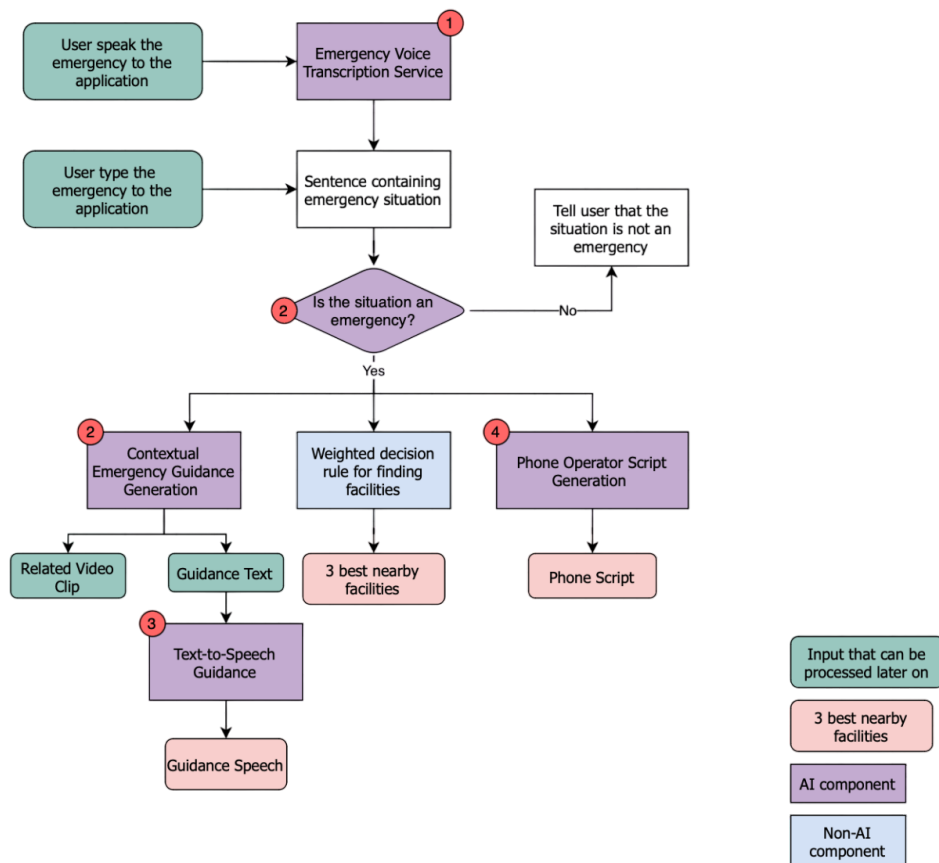 1
User speak the
emergency to the
application
Emergency Voice
Transcription Service
User type the
emergency to the
application
Sentence containing
emergency situation
Tell user that the
situation is not an
emergency
2
Is the situation an
emergency?
No
Yes
2
Contextual
Emergency Guidance
Generation
Weighted decision
rule for finding
facilities
4
Phone Operator Script
Generation
Related Video
Clip
Guidance Text
3 best nearby
facilities
Phone Script
3
Text-to-Speech
Guidance
Guidance Speech
Input that can be
processed later on
3 best nearby
facilities
AI component
Non-AI
component